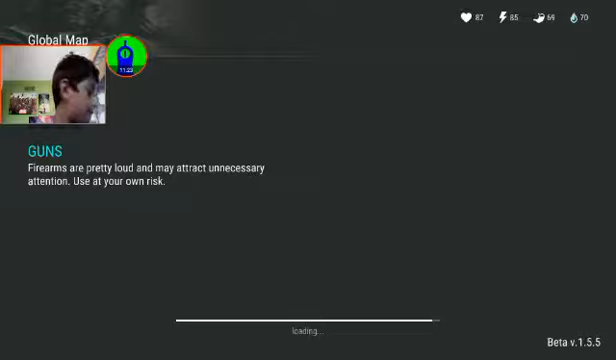 87 85 69 70
Global Map
11:23
GUNS
Firearms are pretty loud and may attract unnecessary
attention. Use at your own risk.
loading...
Beta v.1.5.5